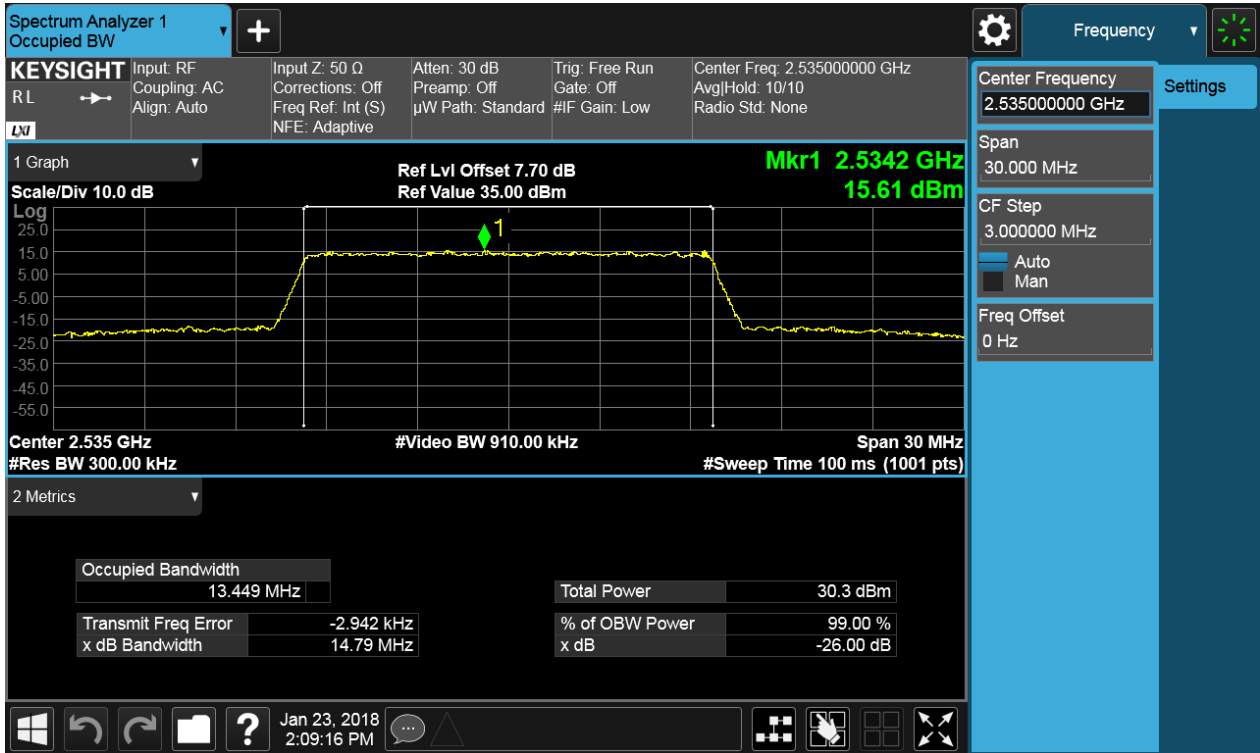 Spectrum Analyzer 1
Occupied BW
+
Frequency
KEYSIGHT
RL
LXI
Input: RF
Coupling: AC
Align: Auto
Input Z: 50 Ω
Corrections: Off
Freq Ref: Int (S)
NFE: Adaptive
Atten: 30 dB
Preamp: Off
µW Path: Standard
Trig: Free Run
Gate: Off
#IF Gain: Low
Center Freq: 2.535000000 GHz
Avg|Hold: 10/10
Radio Std: None
Center Frequency
2.535000000 GHz
Settings
Span
30.000 MHz
CF Step
3.000000 MHz
Auto
Man
Freq Offset
0 Hz
1 Graph
Scale/Div 10.0 dB
Ref Lvl Offset 7.70 dB
Ref Value 35.00 dBm
Mkr1 2.5342 GHz
15.61 dBm
Log
25.0
15.0
5.00
-5.00
-15.0
-25.0
-35.0
-45.0
-55.0
1
Center 2.535 GHz
#Res BW 300.00 kHz
#Video BW 910.00 kHz
Span 30 MHz
#Sweep Time 100 ms (1001 pts)
2 Metrics
Occupied Bandwidth
13.449 MHz
Total Power 30.3 dBm
Transmit Freq Error -2.942 kHz
% of OBW Power 99.00 %
x dB Bandwidth 14.79 MHz
x dB -26.00 dB
?
Jan 23, 2018
2:09:16 PM